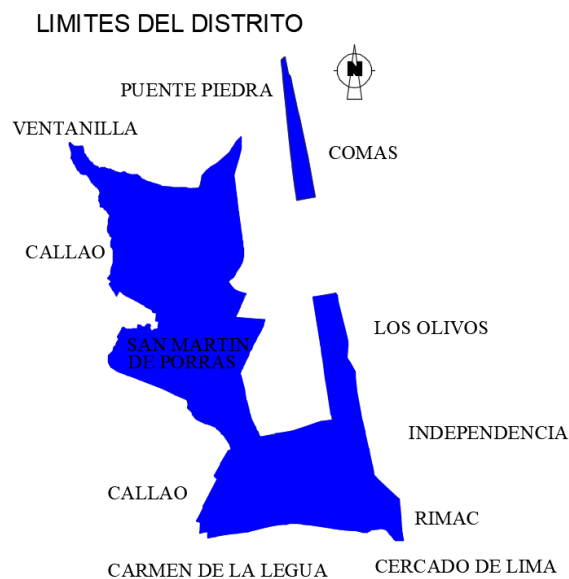 LIMITES DEL DISTRITO
N
PUENTE PIEDRA
VENTANILLA
COMAS
CALLAO
LOS OLIVOS
SAN MARTIN
DE PORRAS
INDEPENDENCIA
CALLAO
RIMAC
CARMEN DE LA LEGUA
CERCADO DE LIMA